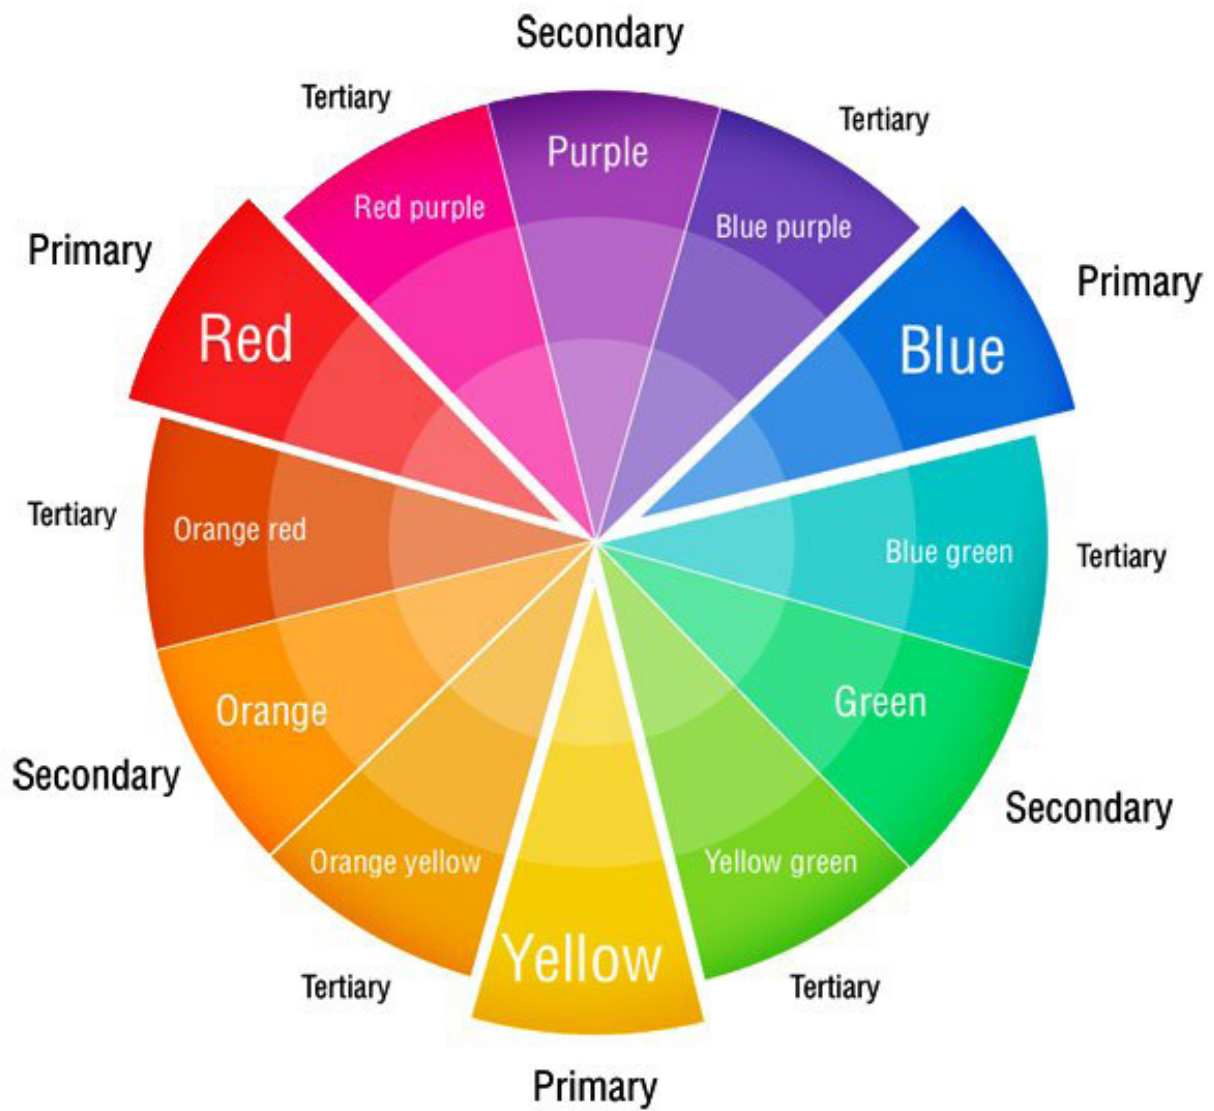 Secondary
Tertiary
Tertiary
Purple
Red purple
Blue purple
Primary
Primary
Red
Blue
Tertiary
Orange red
Blue green
Tertiary
Orange
Green
Secondary
Secondary
Orange yellow
Yellow green
Yellow
Tertiary
Tertiary
Primary